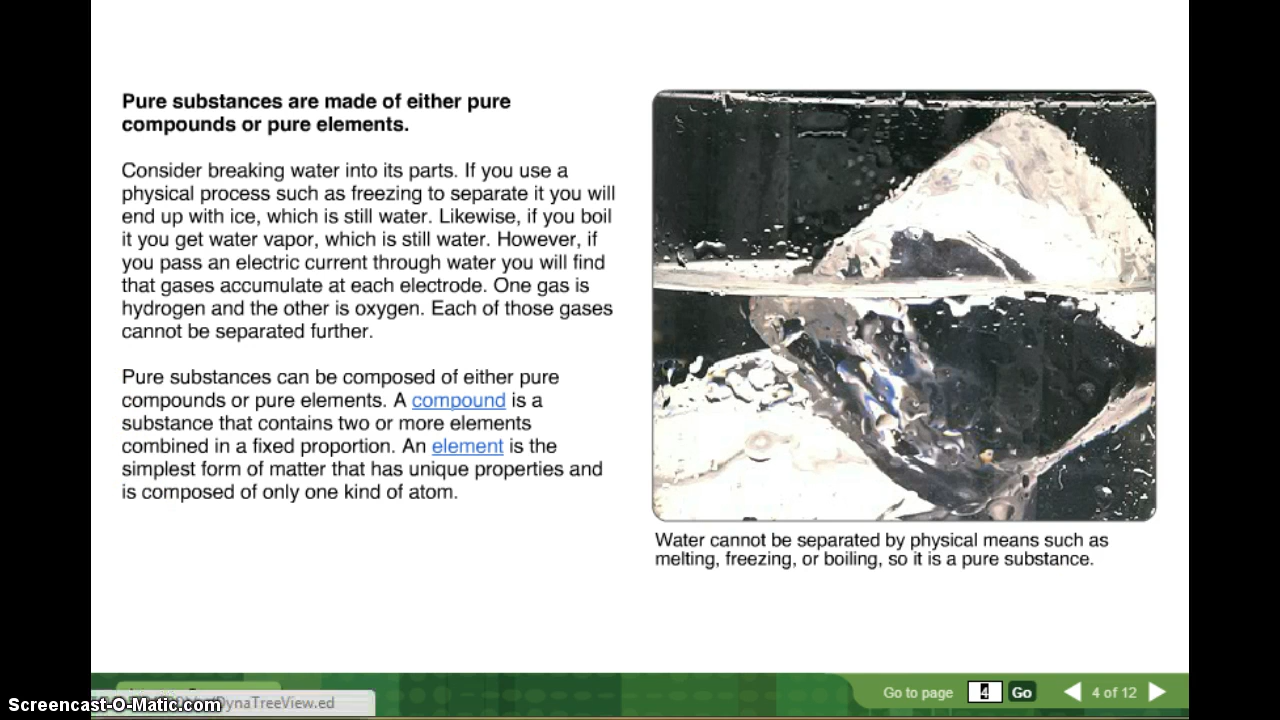 Pure substances are made of either pure
compounds or pure elements.
Consider breaking water into its parts. If you use a
physical process such as freezing to separate it you will
end up with ice, which is still water. Likewise, if you boil
it you get water vapor, which is still water. However, if
you pass an electric current through water you will find
that gases accumulate at each electrode. One gas is
hydrogen and the other is oxygen. Each of those gases
cannot be separated further.
Pure substances can be composed of either pure
compounds or pure elements. A compound is a
substance that contains two or more elements
combined in a fixed proportion. An element is the
simplest form of matter that has unique properties and
is composed of only one kind of atom.
Water cannot be separated by physical means such as
melting, freezing, or boiling, so it is a pure substance.
Go to page 4 Go 4 of 12
DynaTreeView.ed
Screencast-O-Matic.com